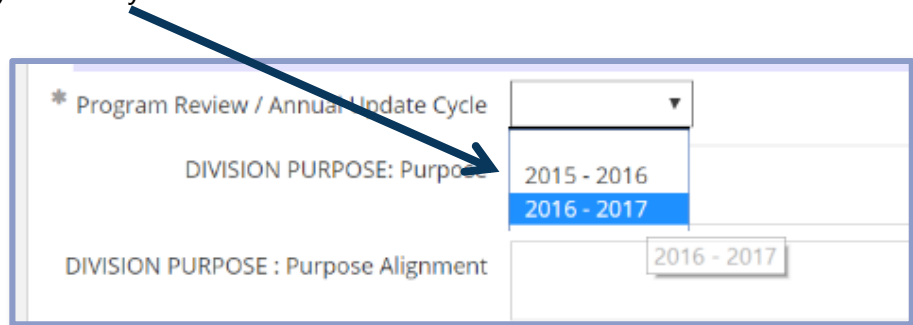 * Program Review / Annual Update Cycle
2015 - 2016
DIVISION PURPOSE: Purpose
2016 - 2017
DIVISION PURPOSE : Purpose Alignment
2016 - 2017